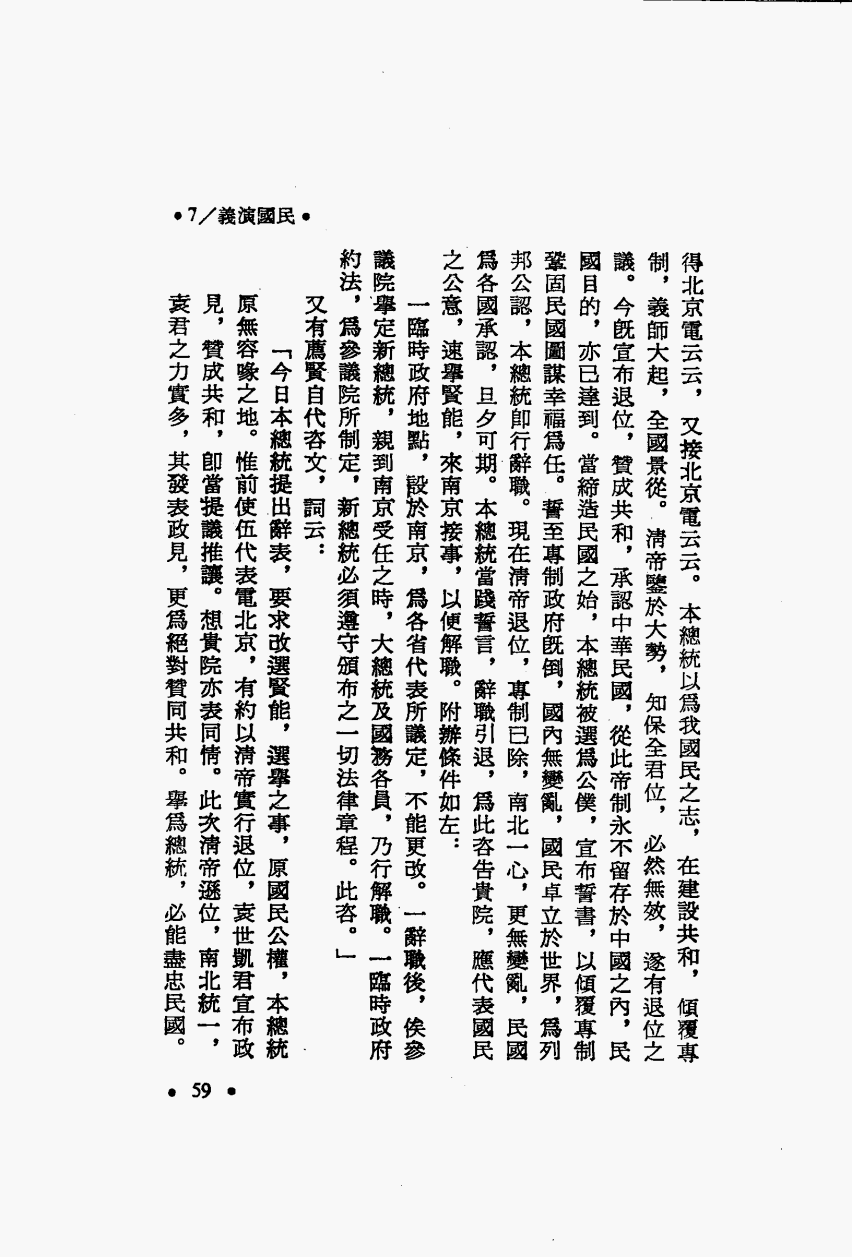 •7／義演國民•
得北京電云云，又接北京電云云。本總統以爲我國民之志，在建設共和，傾覆專
制，義師大起，全國景從。清帝鑒於大勢，知保全君位，必然無效，遂有退位之
議。今既宣布退位，贊成共和，承認中華民國，從此帝制永不留存於中國之內，民
國目的，亦已達到。當締造民國之始，本總統被選爲公僕，宣布誓書，以傾覆專制
鞏固民國圖謀幸福爲任。誓至專制政府既倒，國內無變亂，國民卓立於世界，爲列
邦公認，本總統即行辭職。現在清帝退位，專制已除，南北一心，更無變亂，民國
爲各國承認，旦夕可期。本總統當踐誓言，辭職引退，爲此咨告貴院，應代表國民
之公意，速舉賢能，來南京接事，以便解職。附辦條件如左：
一臨時政府地點，設於南京，爲各省代表所議定，不能更改。一辭職後，俟參
議院舉定新總統，親到南京受任之時，大總統及國務各員，乃行解職。一臨時政府
約法，爲參議院所制定，新總統必須遵守頒布之一切法律章程。此咨。」
又有薦賢自代咨文，詞云：
「今日本總統提出辭表，要求改選賢能，選舉之事，原國民公權，本總統
原無容喙之地。惟前使伍代表電北京，有約以清帝實行退位，袁世凱君宣布政
見，贊成共和，即當提議推讓。想貴院亦表同情。此次清帝遜位，南北統一，
袁君之力實多，其發表政見，更爲絕對贊同共和。舉爲總統，必能盡忠民國。
• 59 •